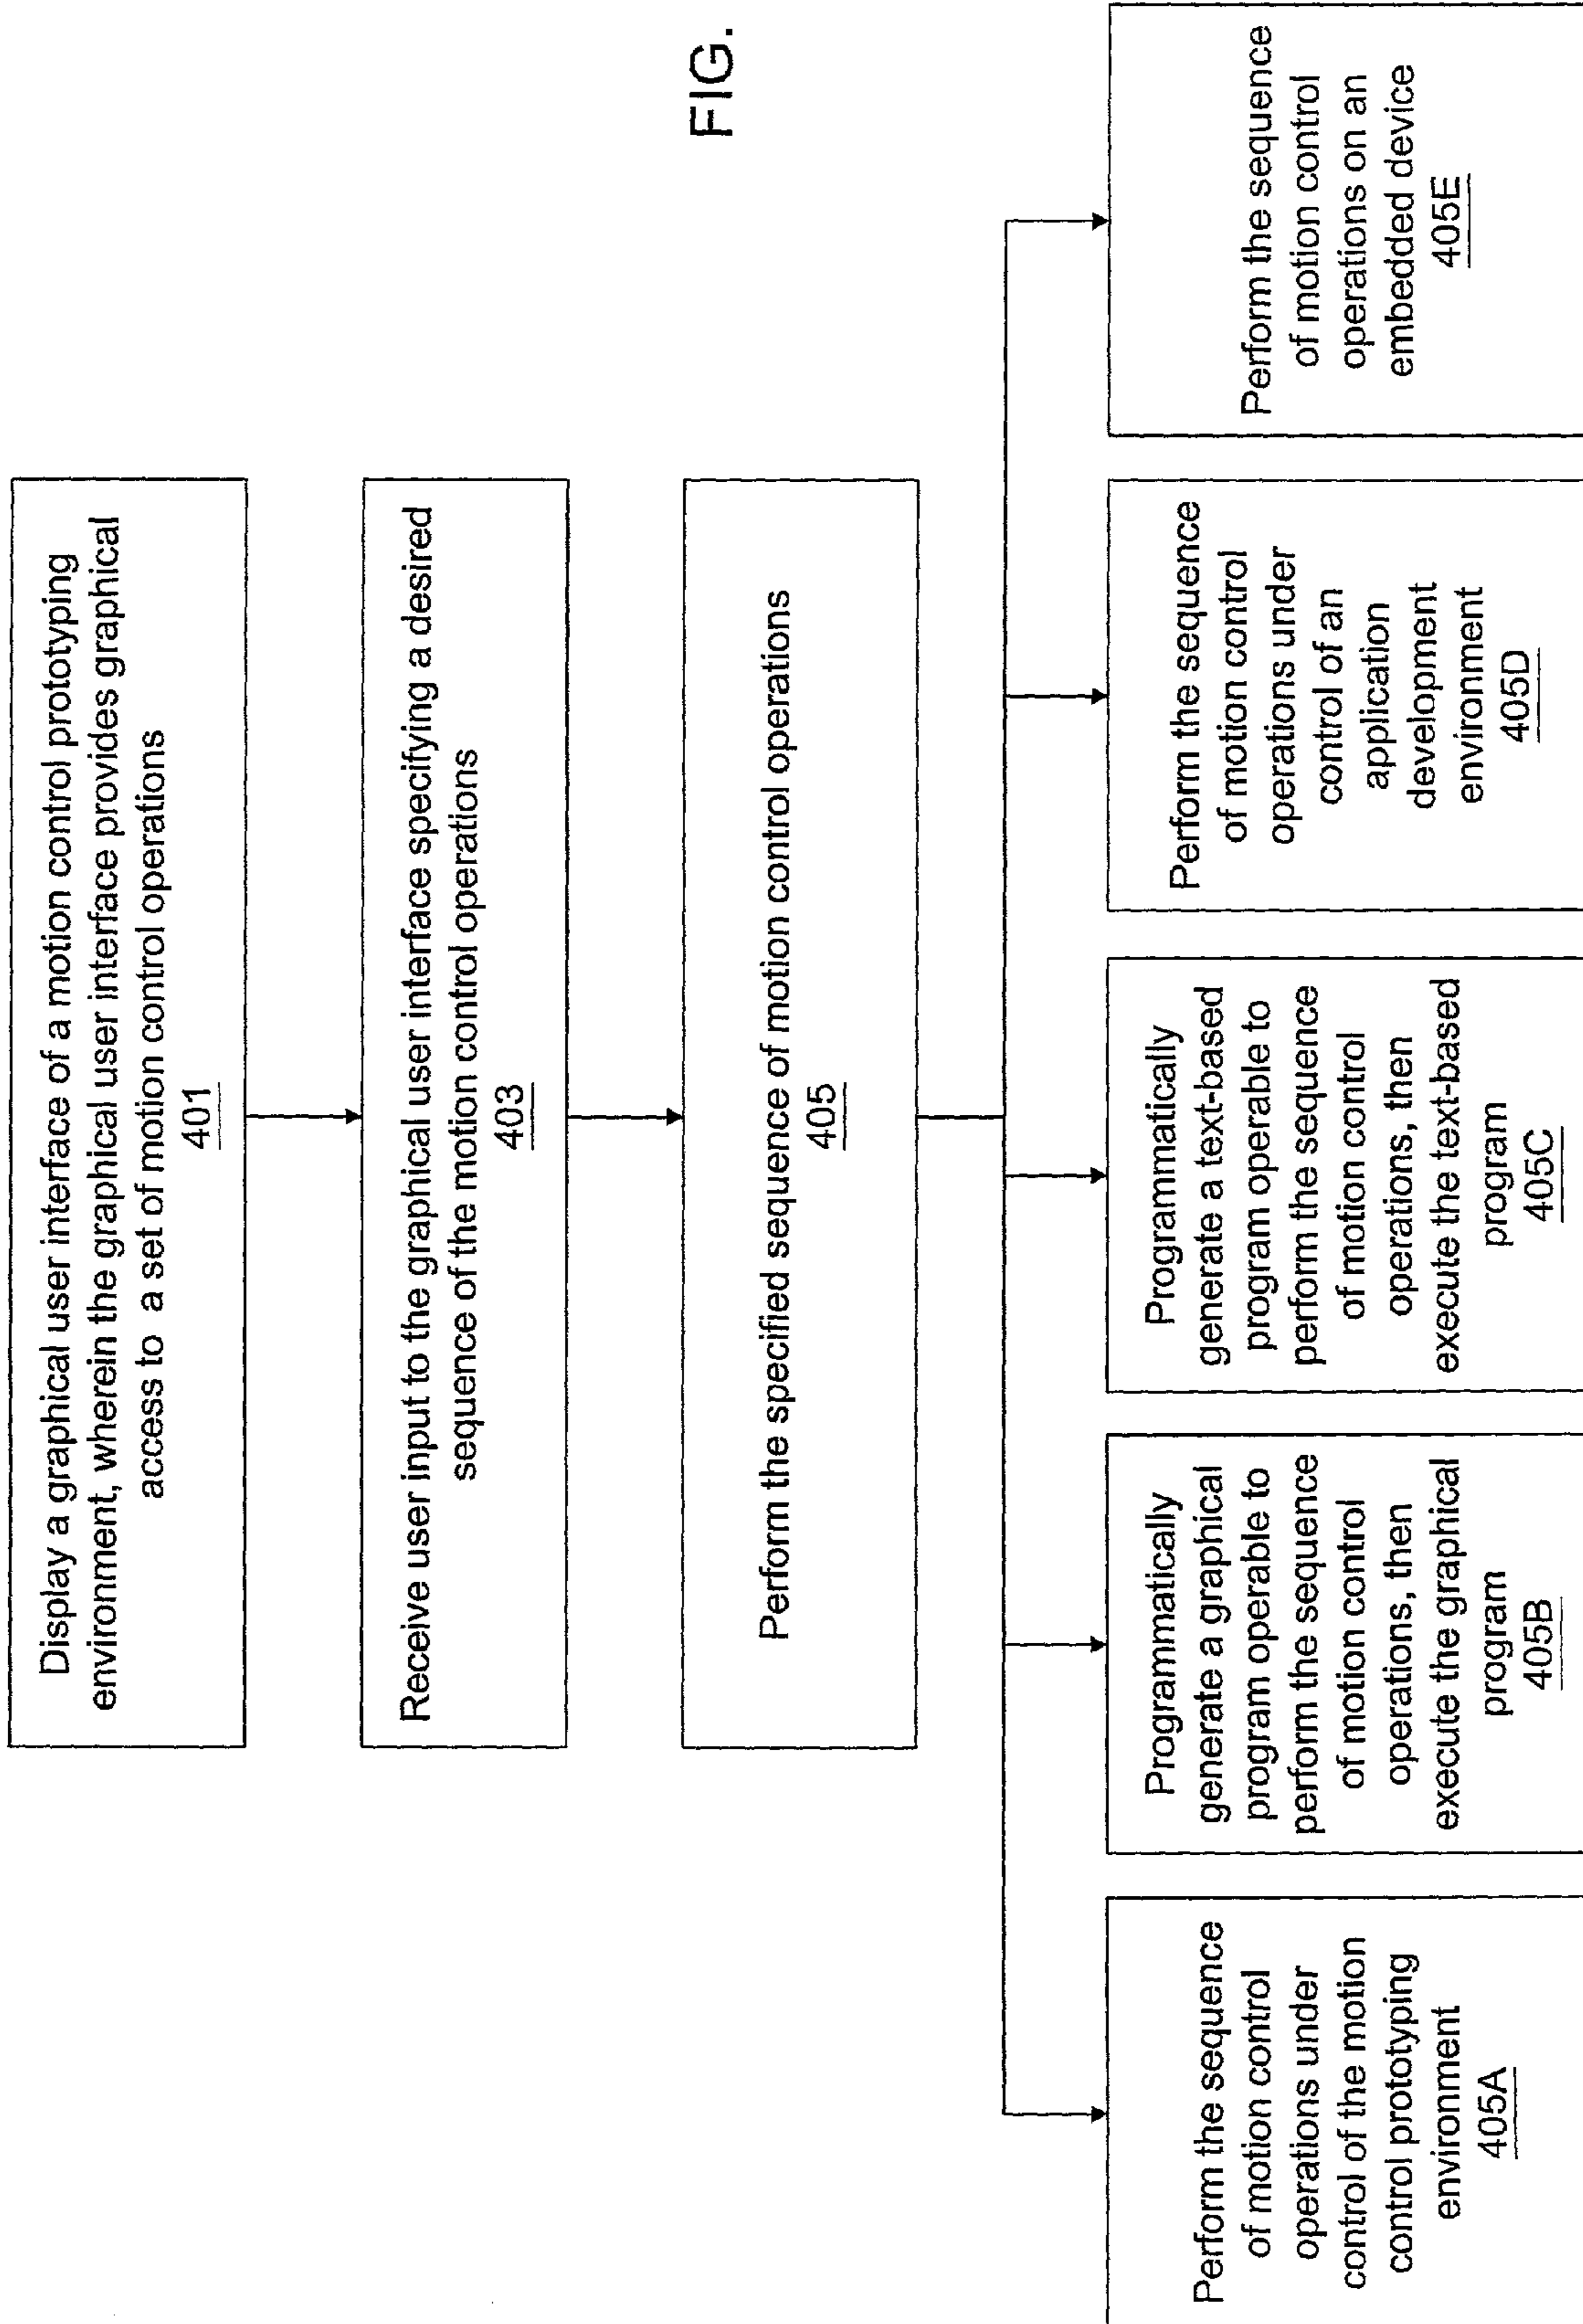 Display a graphical user interface of a motion control prototyping
environment, wherein the graphical user interface provides graphical
access to a set of motion control operations
401
Receive user input to the graphical user interface specifying a desired
sequence of the motion control operations
403
Perform the specified sequence of motion control operations
405
FIG.
Perform the sequence
of motion control
operations under
control of the motion
control prototyping
environment
405A
Programmatically
generate a graphical
program operable to
perform the sequence
of motion control
operations, then
execute the graphical
program
405B
Programmatically
generate a text-based
program operable to
perform the sequence
of motion control
operations, then
execute the text-based
program
405C
Perform the sequence
of motion control
operations under
control of an
application
development
environment
405D
Perform the sequence
of motion control
operations on an
embedded device
405E